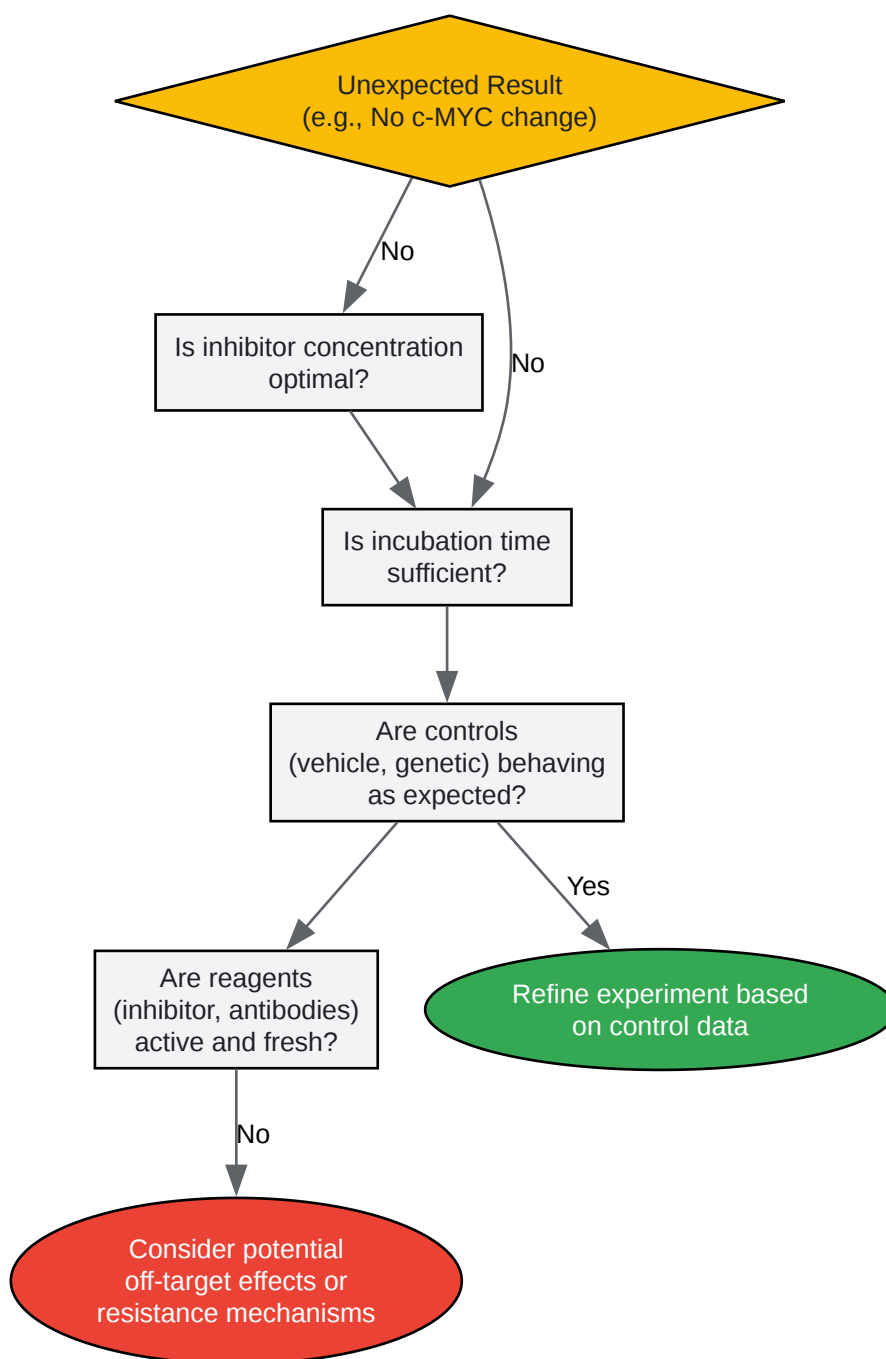 Unexpected Result
(e.g., No c-MYC change)
No
Is inhibitor concentration
optimal?
No
Is incubation time
sufficient?
Are controls
(vehicle, genetic) behaving
as expected?
Yes
Are reagents
(inhibitor, antibodies)
active and fresh?
Refine experiment based
on control data
No
Consider potential
off-target effects or
resistance mechanisms